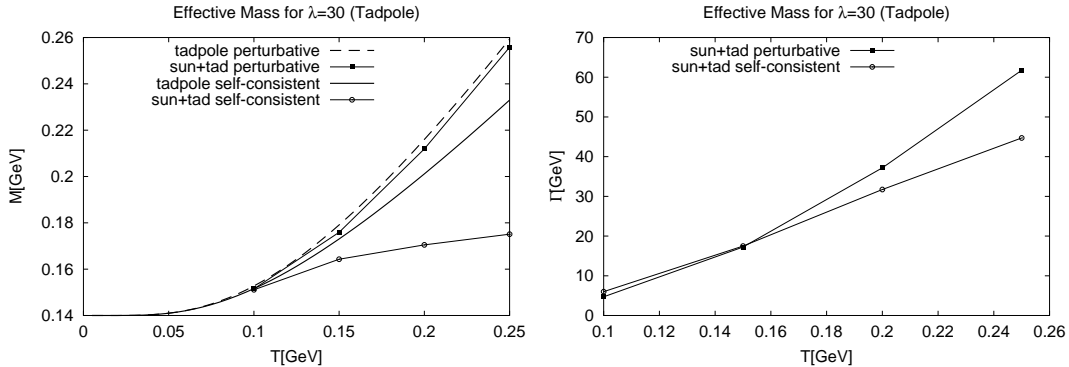 Effective Mass for λ=30 (Tadpole)
tadpole perturbative
sun+tad perturbative
tadpole self-consistent
sun+tad self-consistent
M[GeV]
0.26
0.24
0.22
0.2
0.18
0.16
0.14
0 0.05 0.1 0.15 0.2 0.25
T[GeV]
Effective Mass for λ=30 (Tadpole)
sun+tad perturbative
sun+tad self-consistent
Γ[GeV]
70
60
50
40
30
20
10
0
0.1 0.12 0.14 0.16 0.18 0.2 0.22 0.24 0.26
T[GeV]